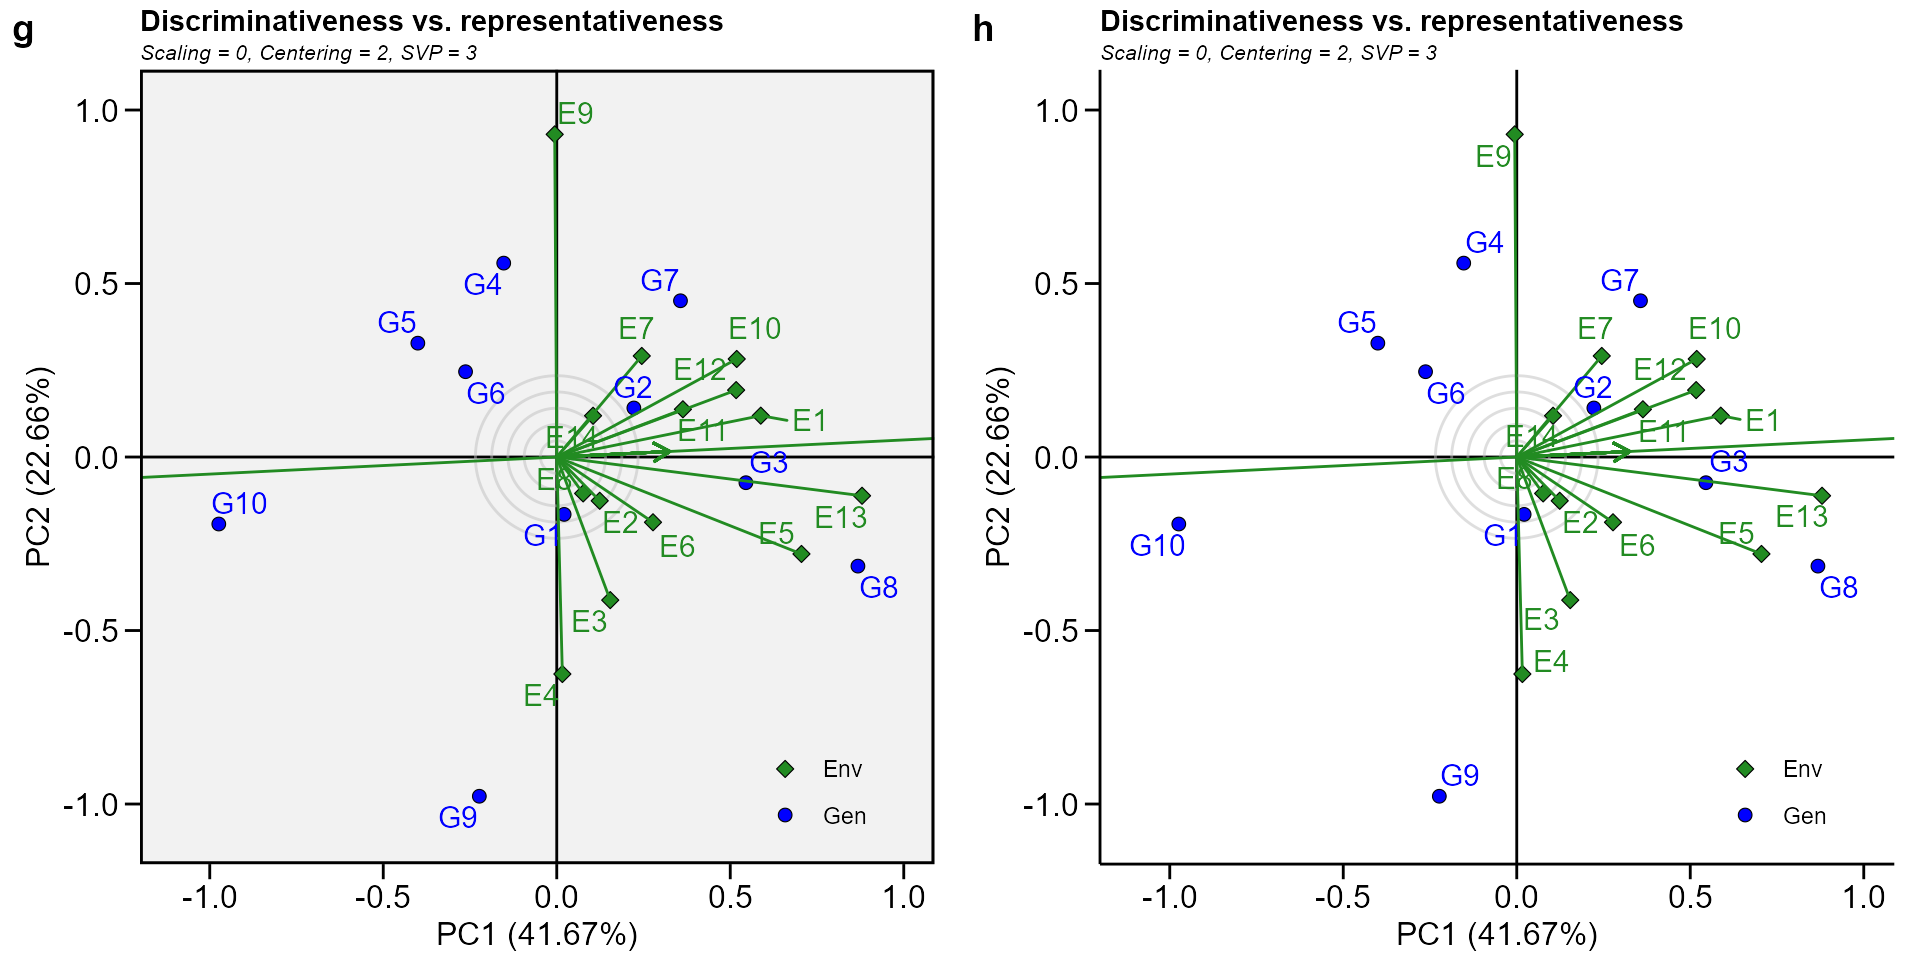 g
Discriminativeness vs. representativeness
Scaling = 0, Centering = 2, SVP = 3
1.0
0.5
0.0
-0.5
-1.0
PC2 (22.66%)
E9
G4
G7
G5
E7
E10
G6
E12
G2
E1
E11
E14
G3
G10
E13
E2
G1
E5
E6
G8
E3
E4
G9
Env
Gen
-1.0
-0.5
0.0
0.5
1.0
PC1 (41.67%)
h
Discriminativeness vs. representativeness
Scaling = 0, Centering = 2, SVP = 3
1.0
0.5
0.0
-0.5
-1.0
PC2 (22.66%)
E9
G4
G7
G5
E7
E10
G6
E12
G2
E1
E11
E14
G3
G10
E13
E2
G1
E5
E6
G8
E3
E4
G9
Env
Gen
-1.0
-0.5
0.0
0.5
1.0
PC1 (41.67%)